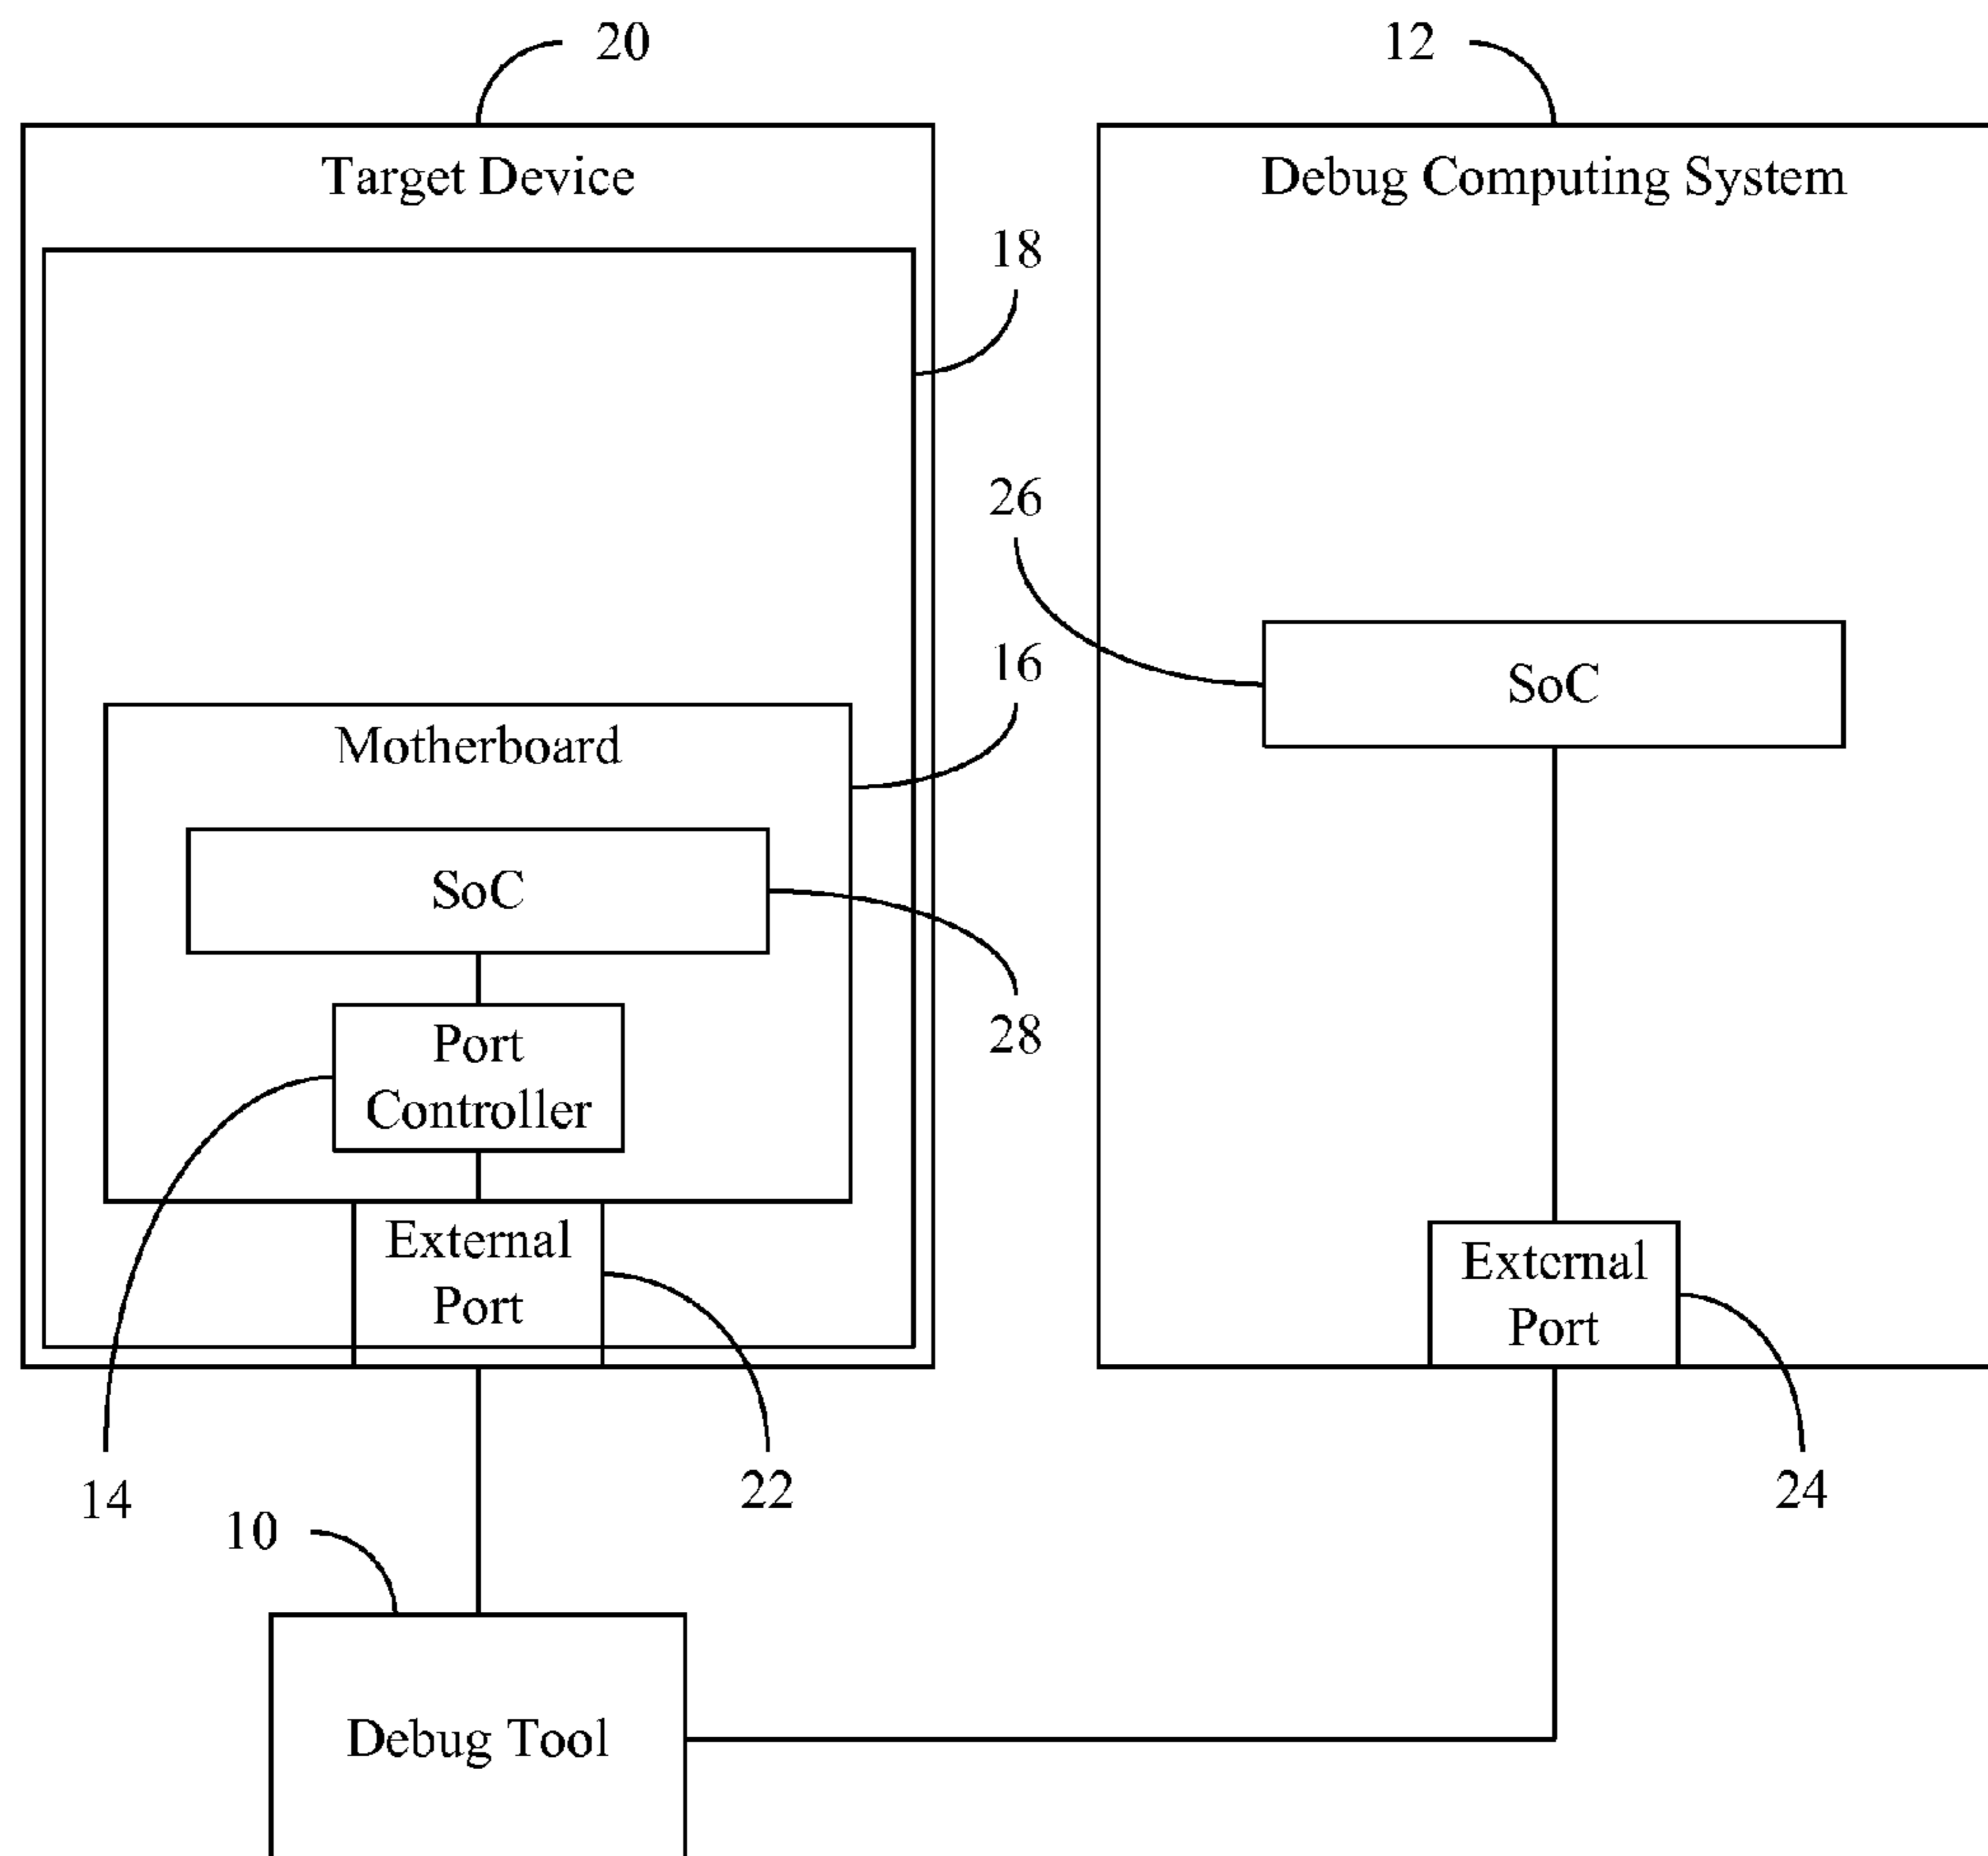 20
12
Target Device
Debug Computing System
18
26
16
Motherboard
SoC
SoC
28
Port
Controller
External
Port
External
Port
14
22
24
10
Debug Tool